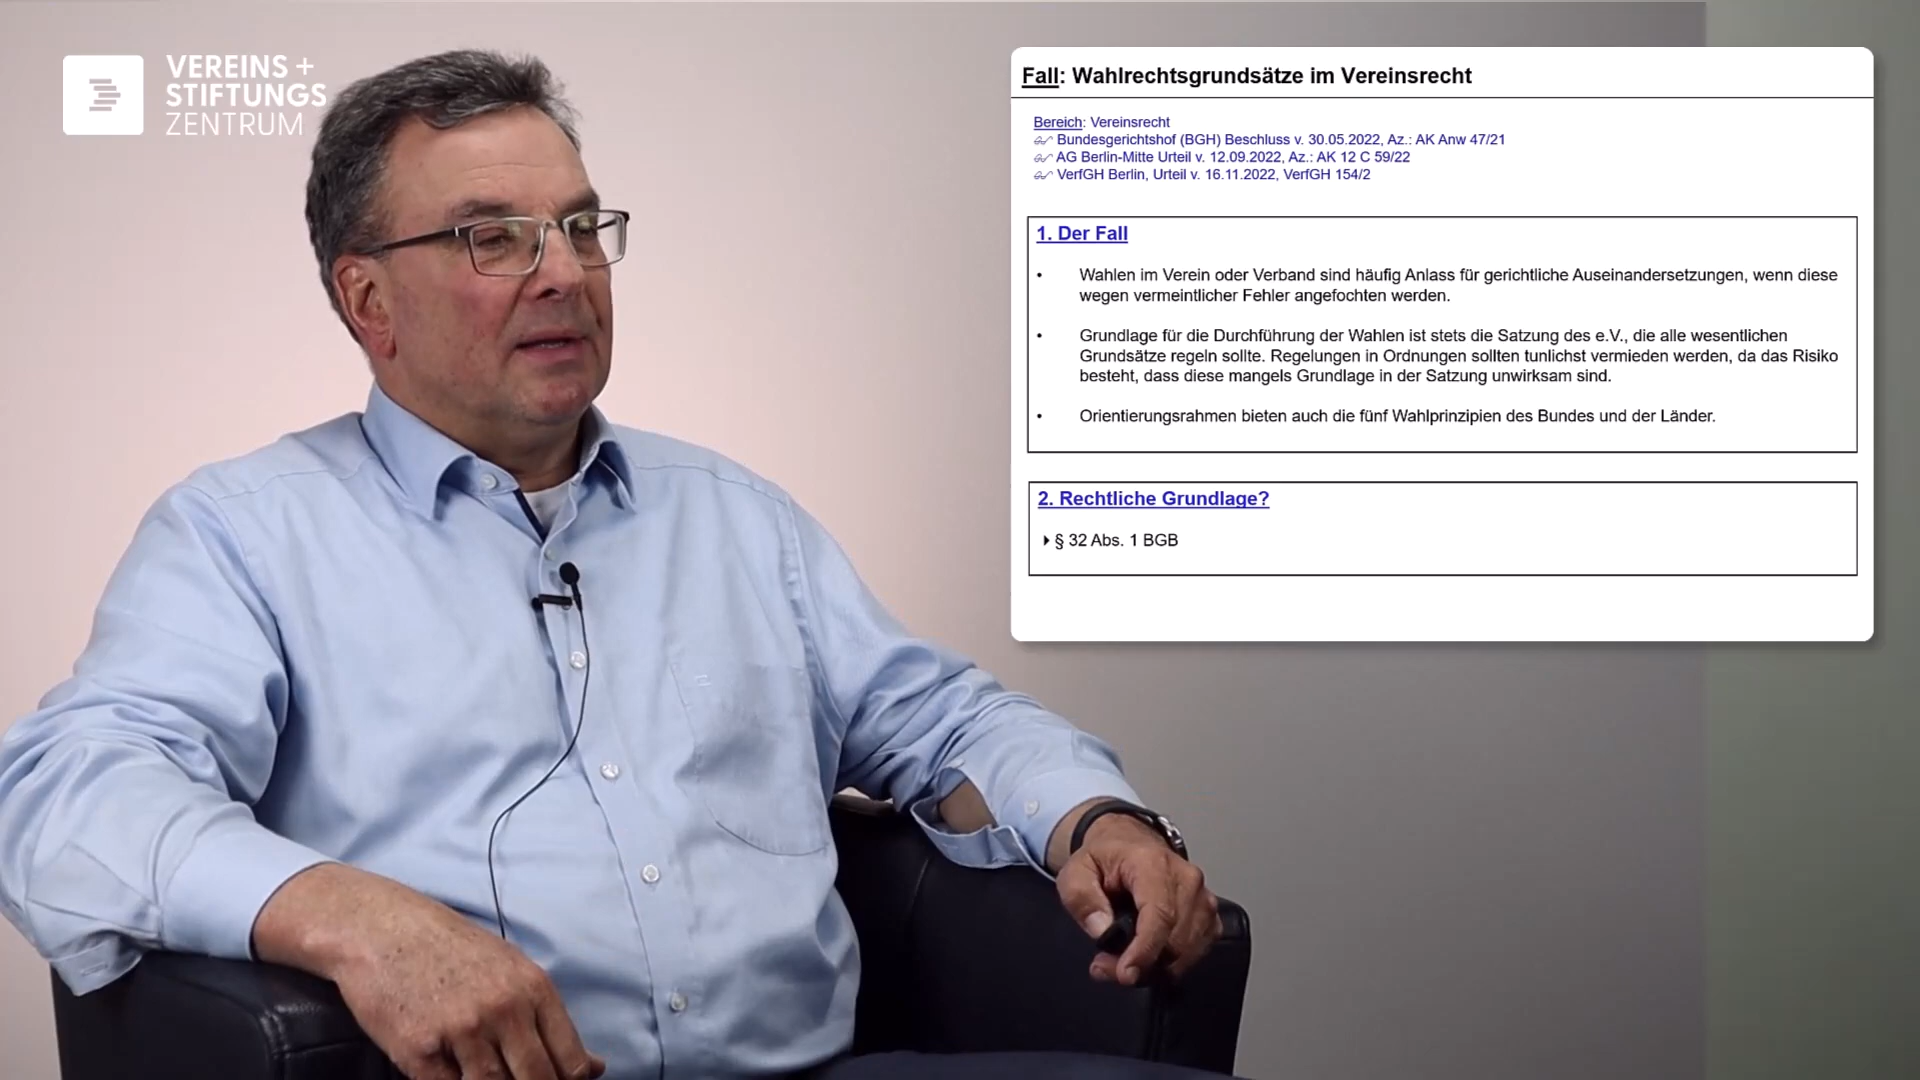 VEREINS +
STIFTUNGS
ZENTRUM
Fall: Wahlrechtsgrundsätze im Vereinsrecht
Bereich: Vereinsrecht
Bundesgerichtshof (BGH) Beschluss v. 30.05.2022, Az.: AK Anw 47/21
AG Berlin-Mitte Urteil v. 12.09.2022, Az.: AK 12 C 59/22
VerfGH Berlin, Urteil v. 16.11.2022, VerfGH 154/2
1. Der Fall
• Wahlen im Verein oder Verband sind häufig Anlass für gerichtliche Auseinandersetzungen, wenn diese
wegen vermeintlicher Fehler angefochten werden.
• Grundlage für die Durchführung der Wahlen ist stets die Satzung des e.V., die alle wesentlichen
Grundsätze regeln sollte. Regelungen in Ordnungen sollten tunlichst vermieden werden, da das Risiko
besteht, dass diese mangels Grundlage in der Satzung unwirksam sind.
• Orientierungsrahmen bieten auch die fünf Wahlprinzipien des Bundes und der Länder.
2. Rechtliche Grundlage?
§ 32 Abs. 1 BGB